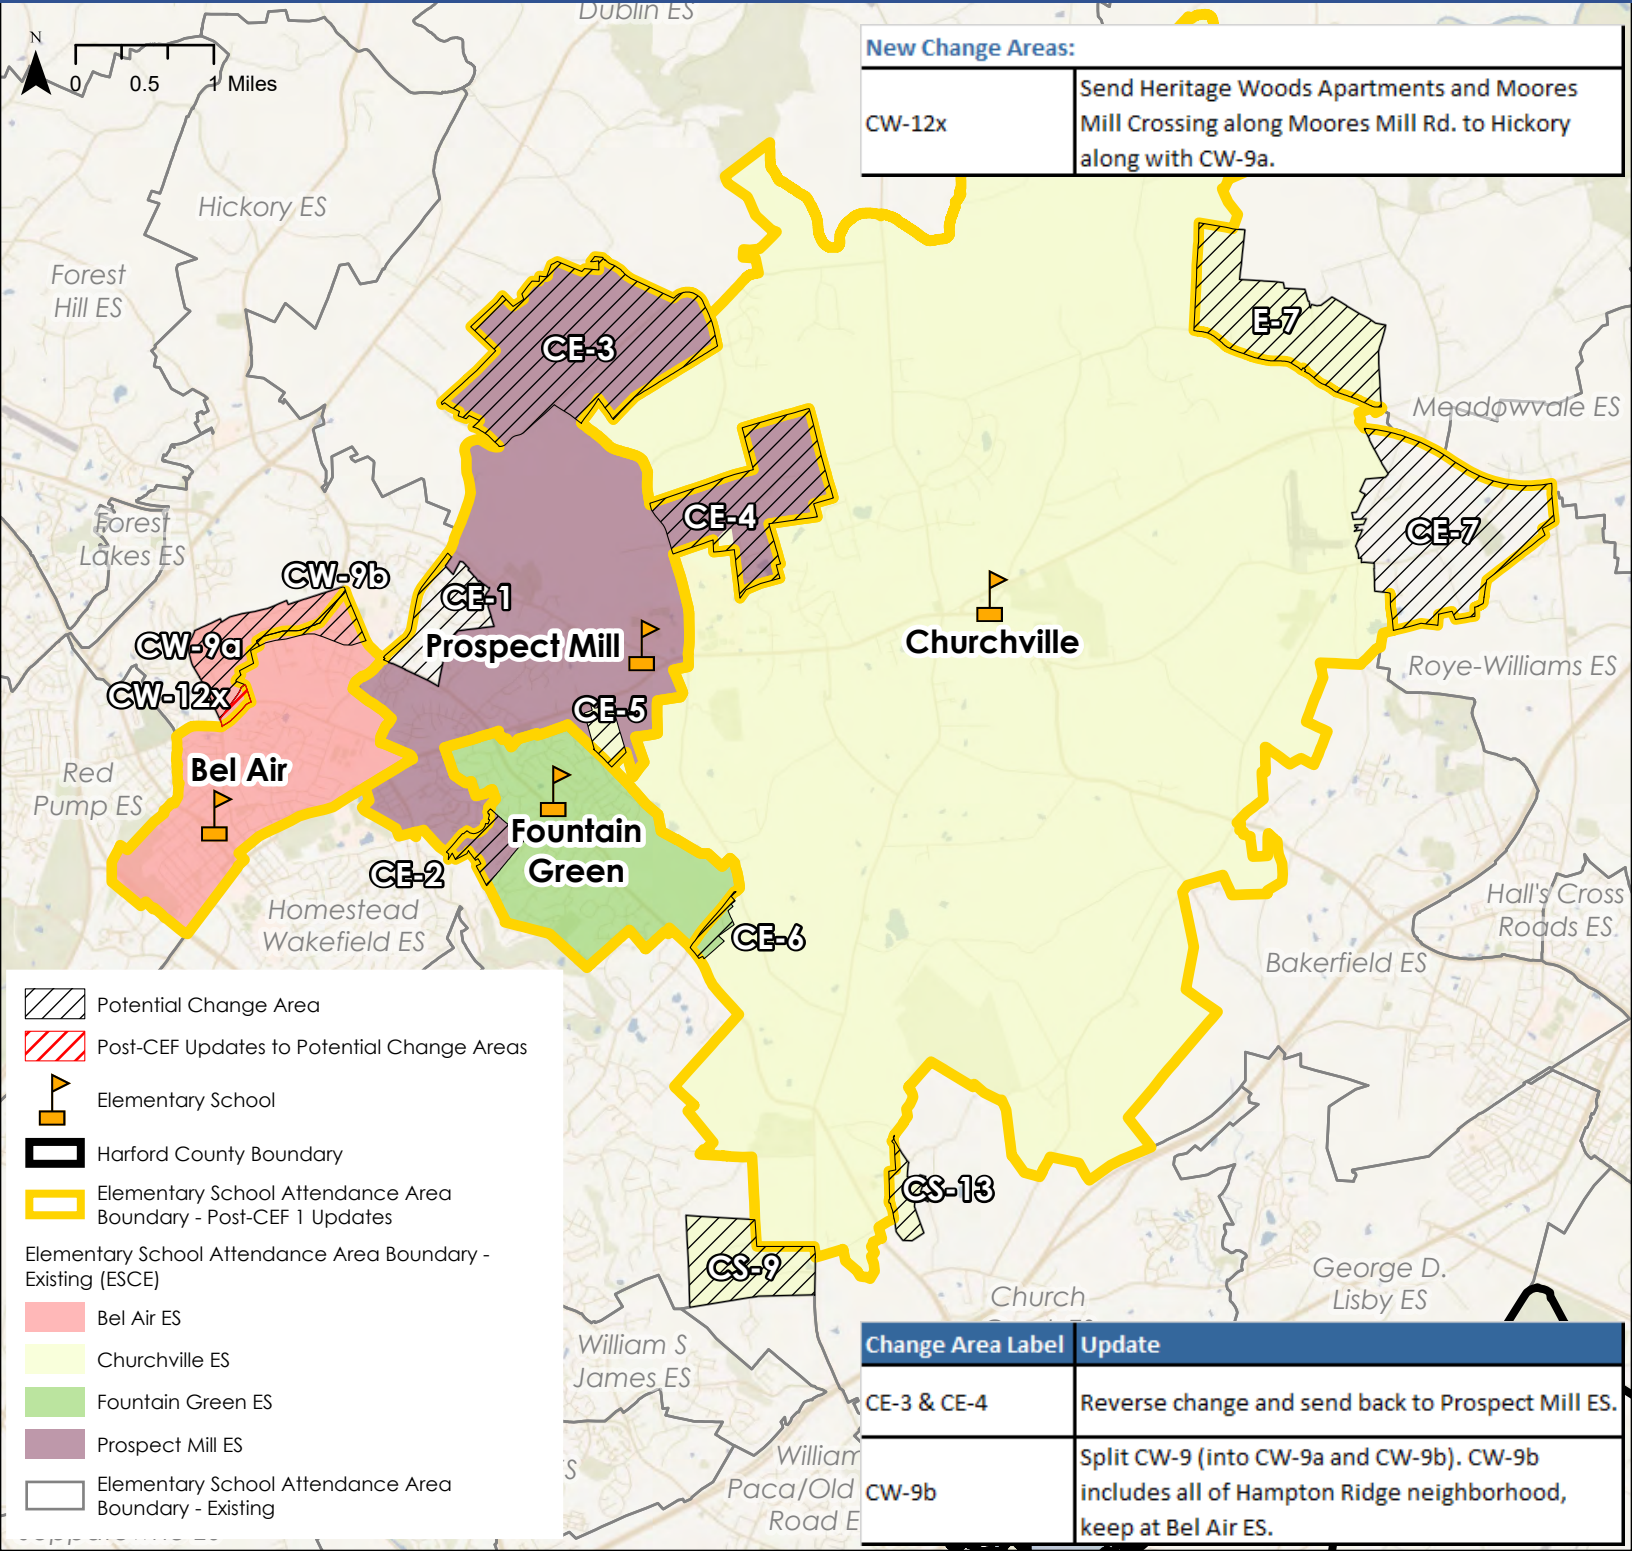 Dublin ES
N
0 0.5 1 Miles
New Change Areas:
CW-12x
Send Heritage Woods Apartments and Moores
Mill Crossing along Moores Mill Rd. to Hickory
along with CW-9a.
Hickory ES
Forest
Hill ES
E-7
CE-3
Meadowvale ES
CE-4
Forest
Lakes ES
CE-7
CW-9b
CE-1
CW-9a
Prospect Mill
Churchville
Roye-Williams ES
CW-12x
CE-5
Bel Air
Red
Pump ES
Fountain
Green
CE-2
Homestead
Wakefield ES
CE-6
Hall's Cross
Roads ES
Bakerfield ES
Potential Change Area
Post-CEF Updates to Potential Change Areas
Elementary School
Harford County Boundary
Elementary School Attendance Area
Boundary - Post-CEF 1 Updates
Elementary School Attendance Area Boundary -
Existing (ESCE)
Bel Air ES
Churchville ES
Fountain Green ES
Prospect Mill ES
Elementary School Attendance Area
Boundary - Existing
CS-13
CS-9
Church
George D.
Lisby ES
William S
James ES
William
Paca/Old
Road E
Change Area Label Update
CE-3 & CE-4 Reverse change and send back to Prospect Mill ES.
CW-9b
Split CW-9 (into CW-9a and CW-9b). CW-9b
includes all of Hampton Ridge neighborhood,
keep at Bel Air ES.